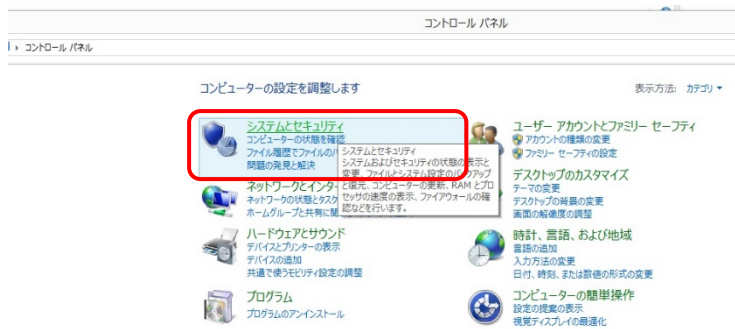 コントロール パネル
コントロール パネル
コンピューターの設定を調整します
表示方法: カテゴリ
システムとセキュリティ
コンピューターの状態を確認
ファイル履歴でファイルのバ
問題の発見と解決
システムとセキュリティ
システムおよびセキュリティの状態の表示と
変更、ファイルとシステム設定のバックアップ
と復元、コンピューターの更新、RAM とプロ
セッサの速度の表示、ファイアウォールの確
認などを行います。
ネットワークとインター
ネットワークの状態とタスク
ホームグループと共有に関
ハードウェアとサウンド
デバイスとプリンターの表示
デバイスの追加
共通で使うモビリティ設定の調整
プログラム
プログラムのアンインストール
ユーザー アカウントとファミリー セーフティ
アカウントの種類の変更
ファミリー セーフティの設定
デスクトップのカスタマイズ
テーマの変更
デスクトップの背景の変更
画面の解像度の調整
時計、言語、および地域
言語の追加
入力方法の変更
日付、時刻、または数値の形式の変更
コンピューターの簡単操作
設定の提案の表示
視覚ディスプレイの最適化